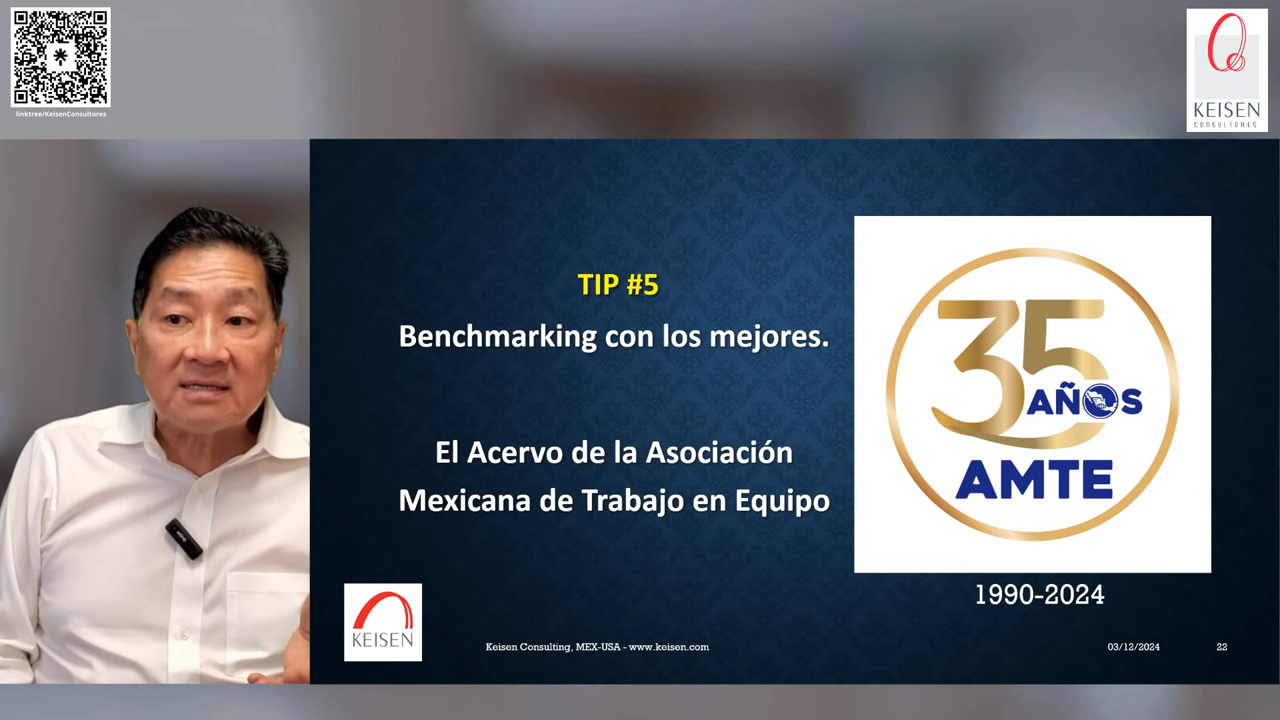 linktree/KeisenConsultores
KEISEN
CONSULTORES
TIP #5
Benchmarking con los mejores.
El Acervo de la Asociación
Mexicana de Trabajo en Equipo
35
AÑOS
AMTE
1990-2024
KEISEN
Keisen Consulting, MEX-USA - www.keisen.com
03/12/2024
22